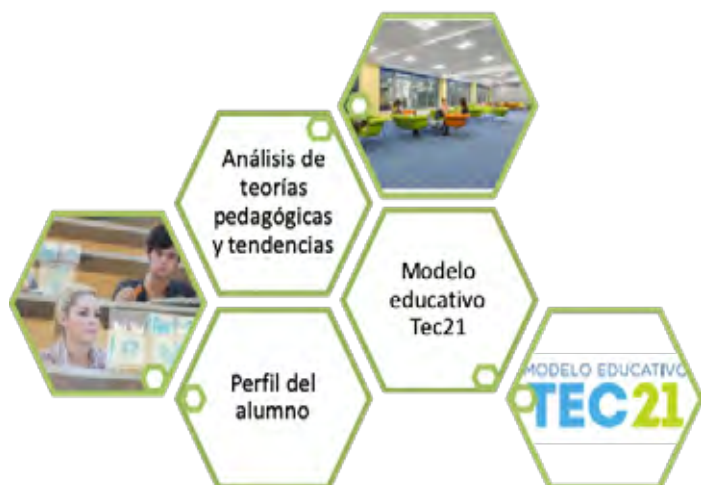 Análisis de
teorías
pedagógicas
y tendencias
Modelo
educativo
Tec21
Perfil del
alumno
MODELO EDUCATIVO
TEC21